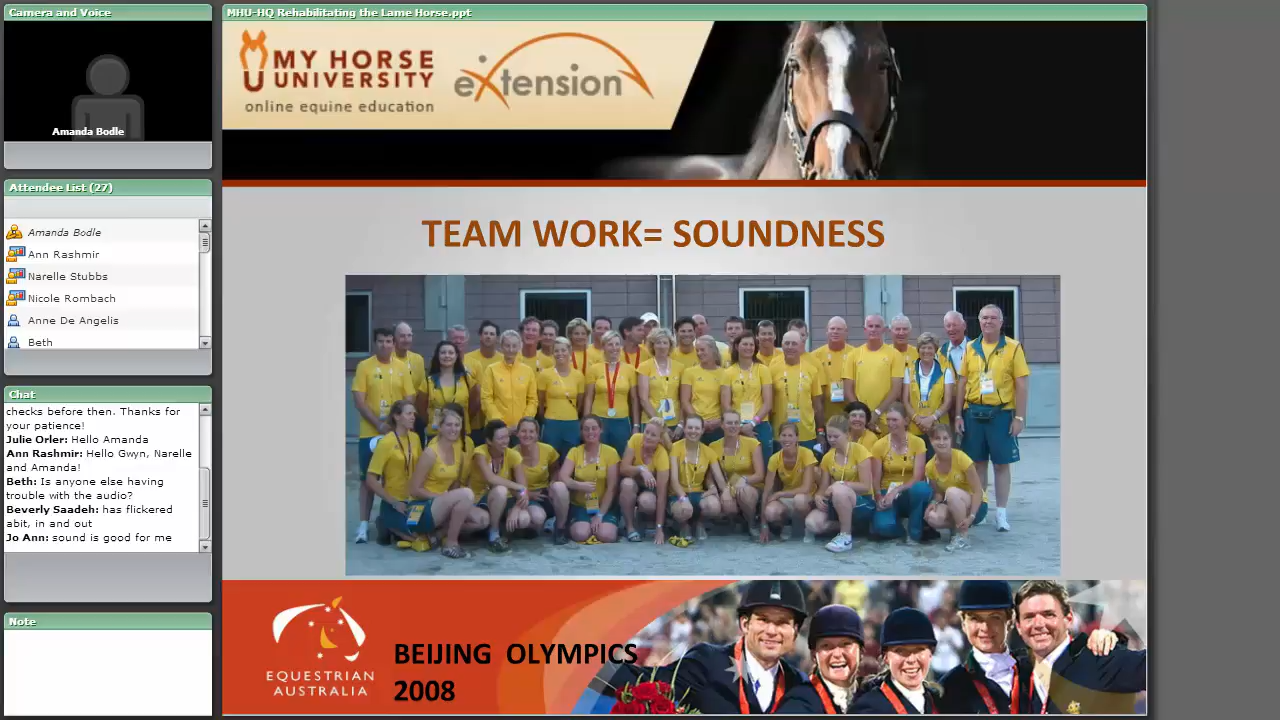 Camera and Voice
Amanda Bodle
Attendee List (27)
Amanda Bodle
Ann Rashmir
Narelle Stubbs
Nicole Rombach
Anne De Angelis
Beth
Chat
checks before then. Thanks for
your patience!
Julie Orler: Hello Amanda
Ann Rashmir: Hello Gwyn, Narelle
and Amanda!
Beth: Is anyone else having
trouble with the audio?
Beverly Saadeh: has flickered
abit, in and out
Jo Ann: sound is good for me
Note
MHU-HQ Rehabilitating the Lame Horse.ppt
MY HORSE
UNIVERSITY
online equine education
eXtension
TEAM WORK= SOUNDNESS
EQUESTRIAN
AUSTRALIA
BEIJING OLYMPICS
2008